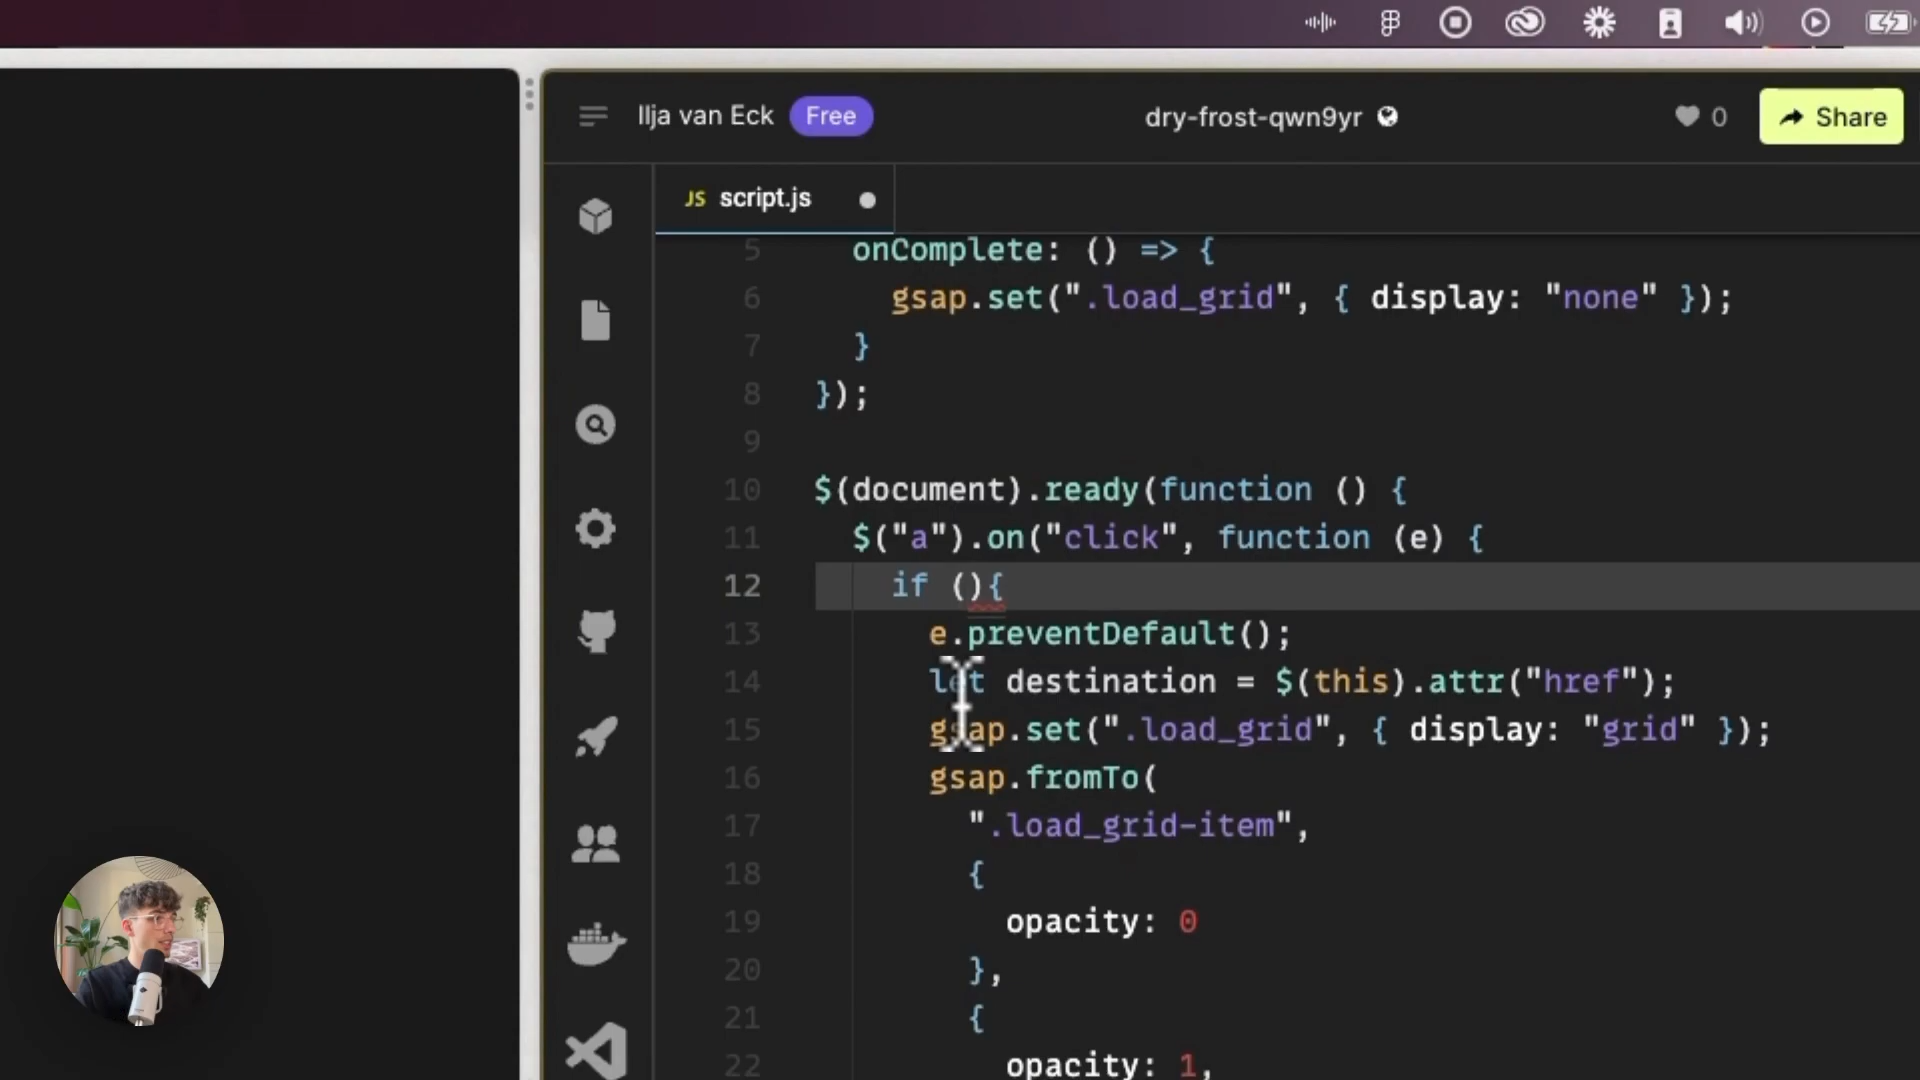 Ilja van Eck Free
dry-frost-qwn9yr
0
Share
JS script.js
5 onComplete: () => {
6 gsap.set(".load_grid", { display: "none" });
7 }
8 });
9
10 $(document).ready(function () {
11 $("a").on("click", function (e) {
12 if (){
13 e.preventDefault();
14 let destination = $(this).attr("href");
15 gsap.set(".load_grid", { display: "grid" });
16 gsap.fromTo(
17 ".load_grid-item",
18 {
19 opacity: 0
20 },
21 {
22 opacity: 1,